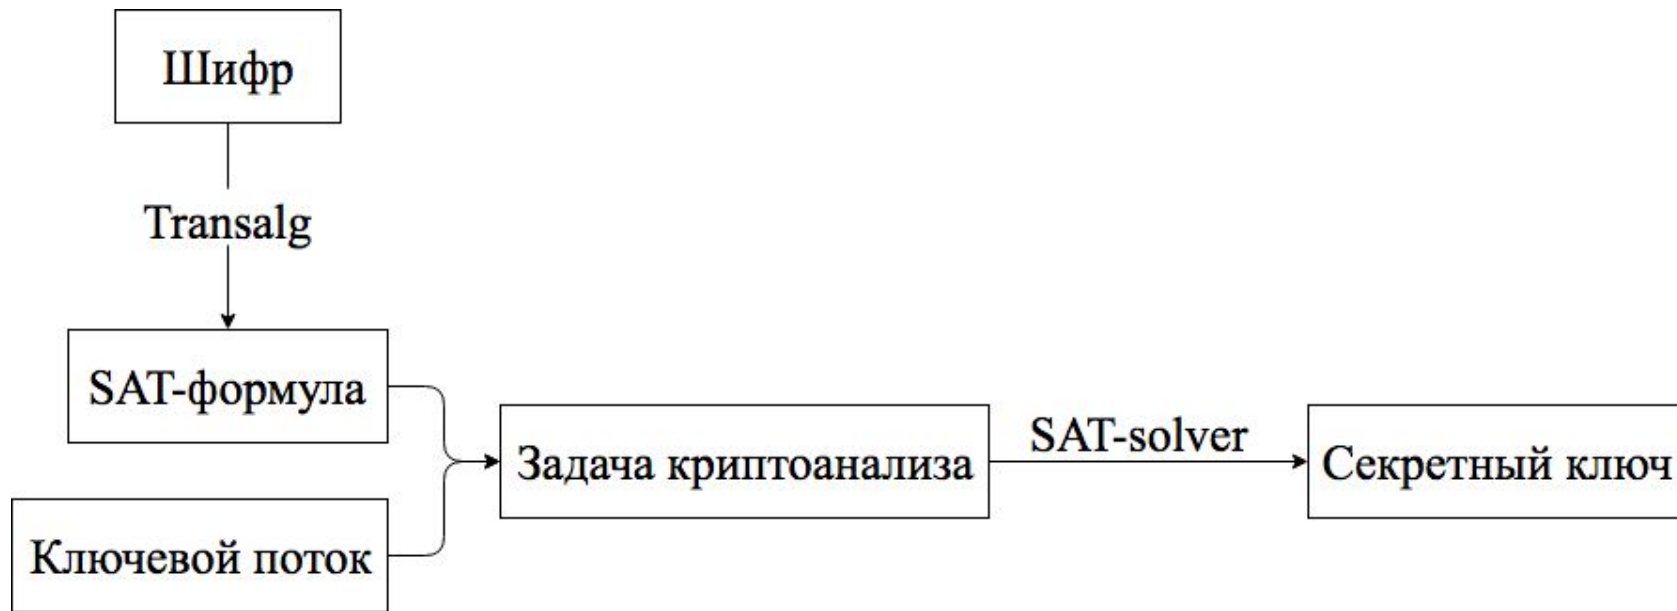 Шифр
Transalg
SAT-формула
Ключевой поток
Задача криптоанализа
SAT-solver
Секретный ключ